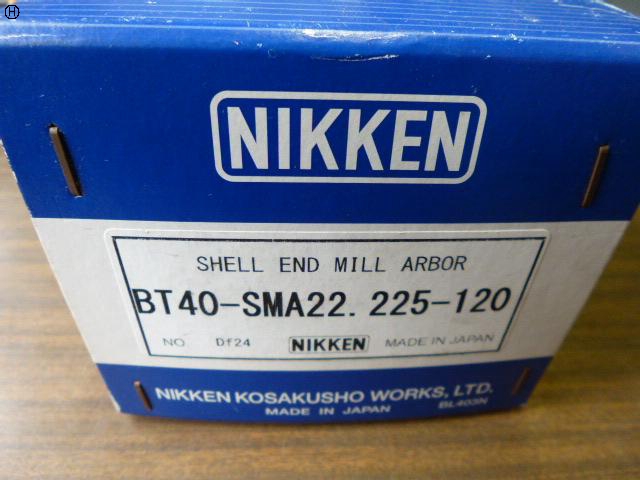 H
NIKKEN
SHELL END MILL ARBOR
BT40-SMA22.225-120
NO Df24 NIKKEN MADE IN JAPAN
NIKKEN KOSAKUSHO WORKS, LTD.
MADE IN JAPAN BL403N